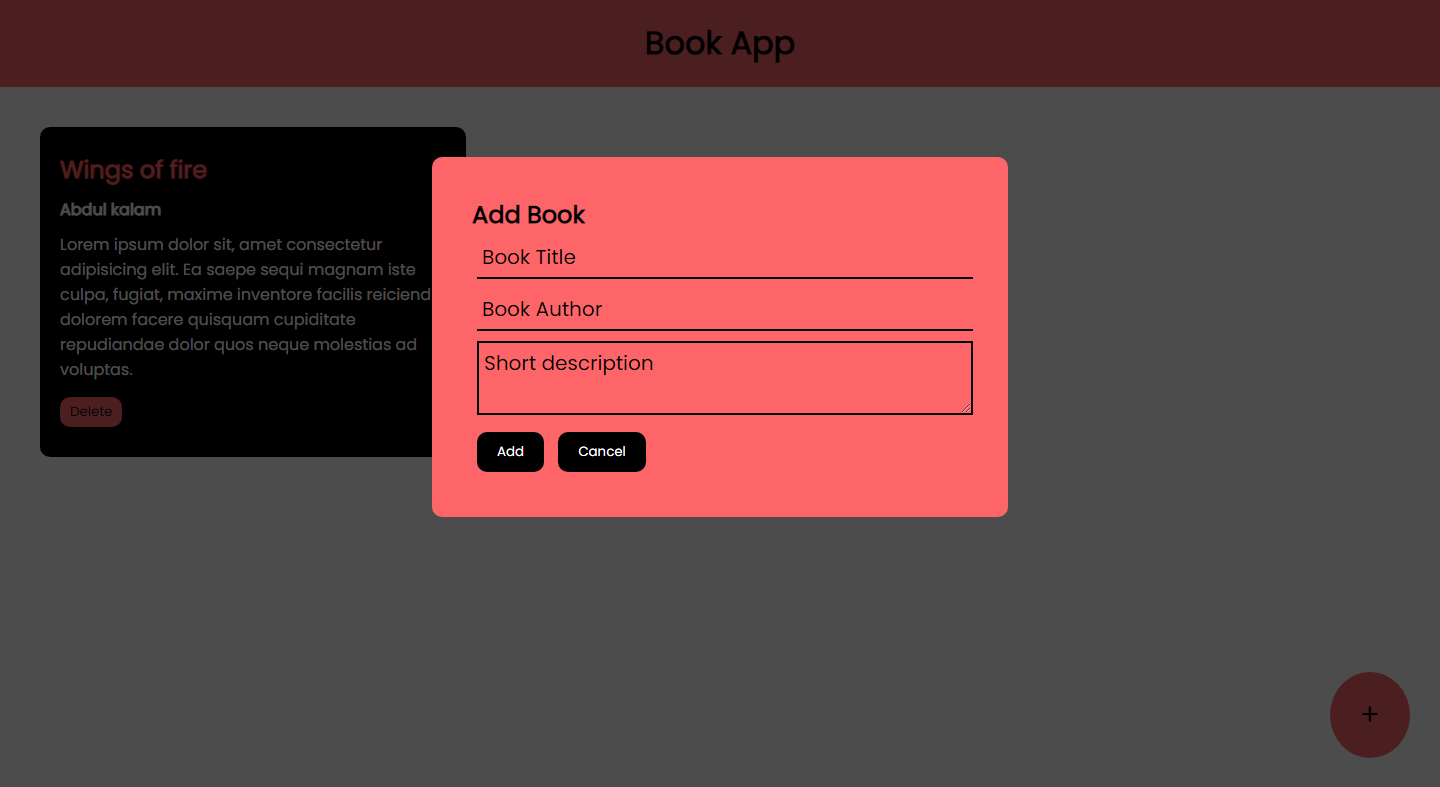 Book App
Wings of fire
Abdul kalam
Lorem ipsum dolor sit, amet consectetur
adipisicing elit. Ea saepe sequi magnam iste
culpa, fugiat, maxime inventore facilis reiciend
dolorem facere quisquam cupiditate
repudiandae dolor quos neque molestias ad
voluptas.
Delete
Add Book
Book Title
Book Author
Short description
Add Cancel
+